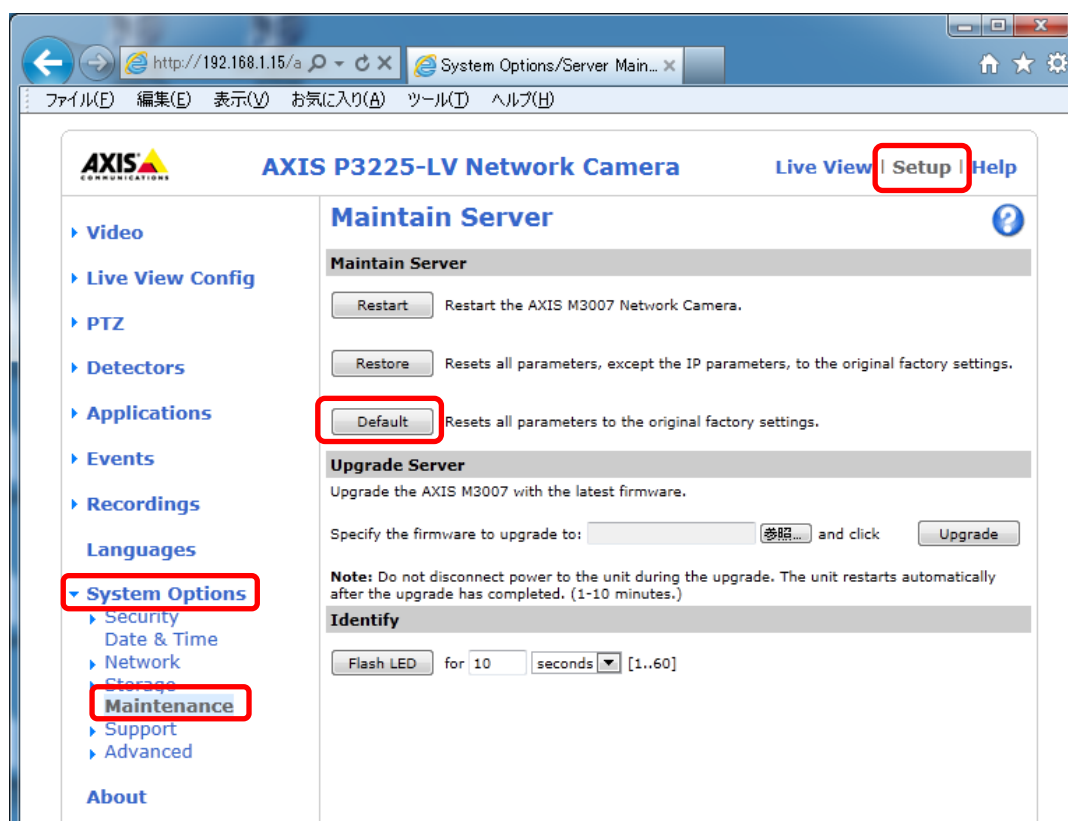 http://192.168.1.15/a
System Options/Server Main...
ファイル(F) 編集(E) 表示(V) お気に入り(A) ツール(T) ヘルプ(H)
AXIS
COMMUNICATIONS
AXIS P3225-LV Network Camera
Live View | Setup | Help
Video
Live View Config
PTZ
Detectors
Applications
Events
Recordings
Languages
System Options
Security
Date & Time
Network
Storage
Maintenance
Support
Advanced
About
Maintain Server
?
Maintain Server
Restart Restart the AXIS M3007 Network Camera.
Restore Resets all parameters, except the IP parameters, to the original factory settings.
Default Resets all parameters to the original factory settings.
Upgrade Server
Upgrade the AXIS M3007 with the latest firmware.
Specify the firmware to upgrade to: 参照... and click Upgrade
Note: Do not disconnect power to the unit during the upgrade. The unit restarts automatically
after the upgrade has completed. (1-10 minutes.)
Identify
Flash LED for 10 seconds [1..60]